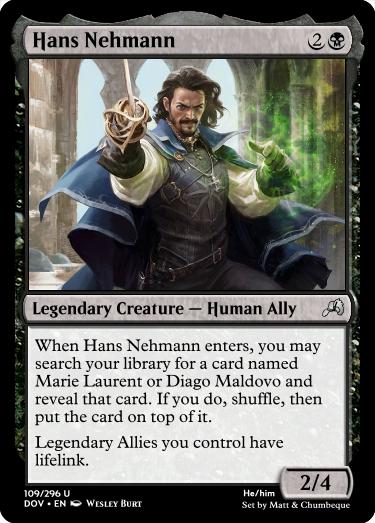 Hans Nehmann 2
Legendary Creature — Human Ally
When Hans Nehmann enters, you may
search your library for a card named
Marie Laurent or Diago Maldovo and
reveal that card. If you do, shuffle, then
put the card on top of it.
Legendary Allies you control have
lifelink.
2/4
109/296 U He/him
DOV • EN Wesley Burt Set by Matt & Chumbeque